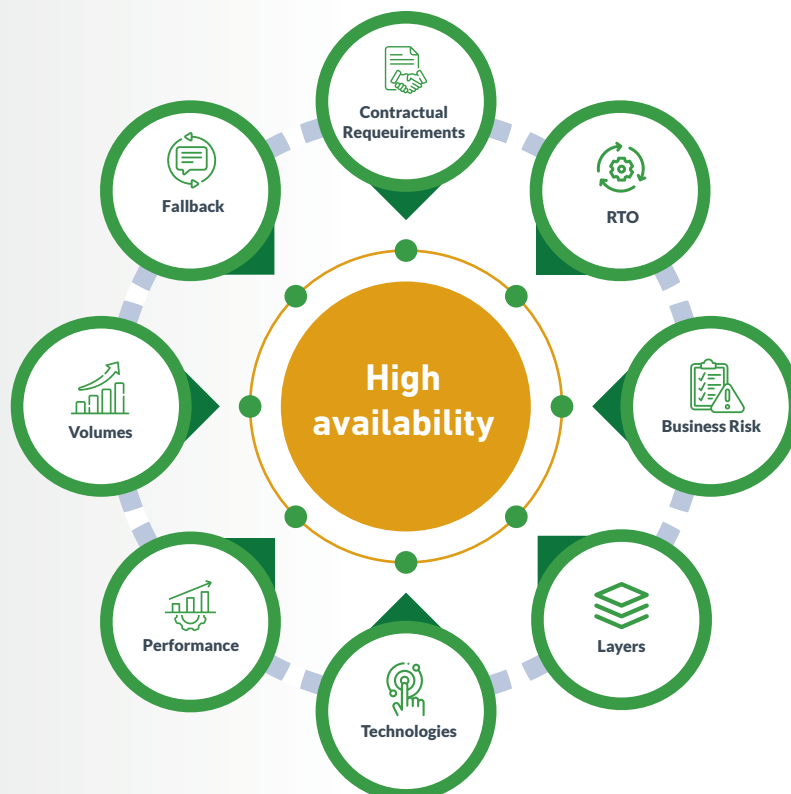 Contractual
Requeuirements
Fallback
RTO
High
availability
Volumes
Business Risk
Performance
Layers
Technologies